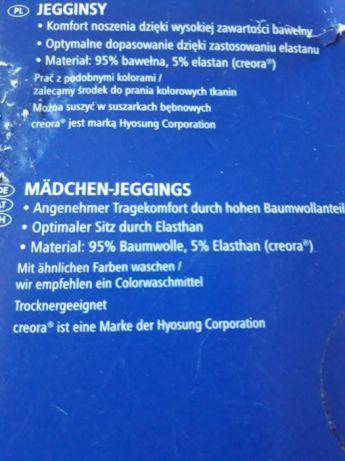 PL JEGGINSY
• Komfort noszenia dzięki wysokiej zawartości bawełny
• Optymalne dopasowanie dzięki zastosowaniu elastanu
• Materiał: 95% bawełna, 5% elastan (creora®)
Prać z podobnymi kolorami /
zalecamy środek do prania kolorowych tkanin
Można suszyć w suszarkach bębnowych
creora® jest marką Hyosung Corporation
DE
AT
CH
MÄDCHEN-JEGGINGS
• Angenehmer Tragekomfort durch hohen Baumwollanteil
• Optimaler Sitz durch Elasthan
• Material: 95% Baumwolle, 5% Elasthan (creora®)
Mit ähnlichen Farben waschen /
wir empfehlen ein Colorwaschmittel
Trocknergeeignet
creora® ist eine Marke der Hyosung Corporation